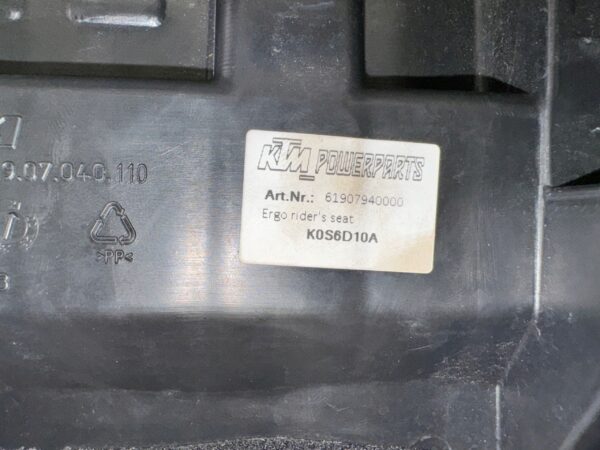 KTM POWERPARTS
Art.Nr.: 61907940000
Ergo rider's seat
K0S6D10A
9.07.040.110
>PP<